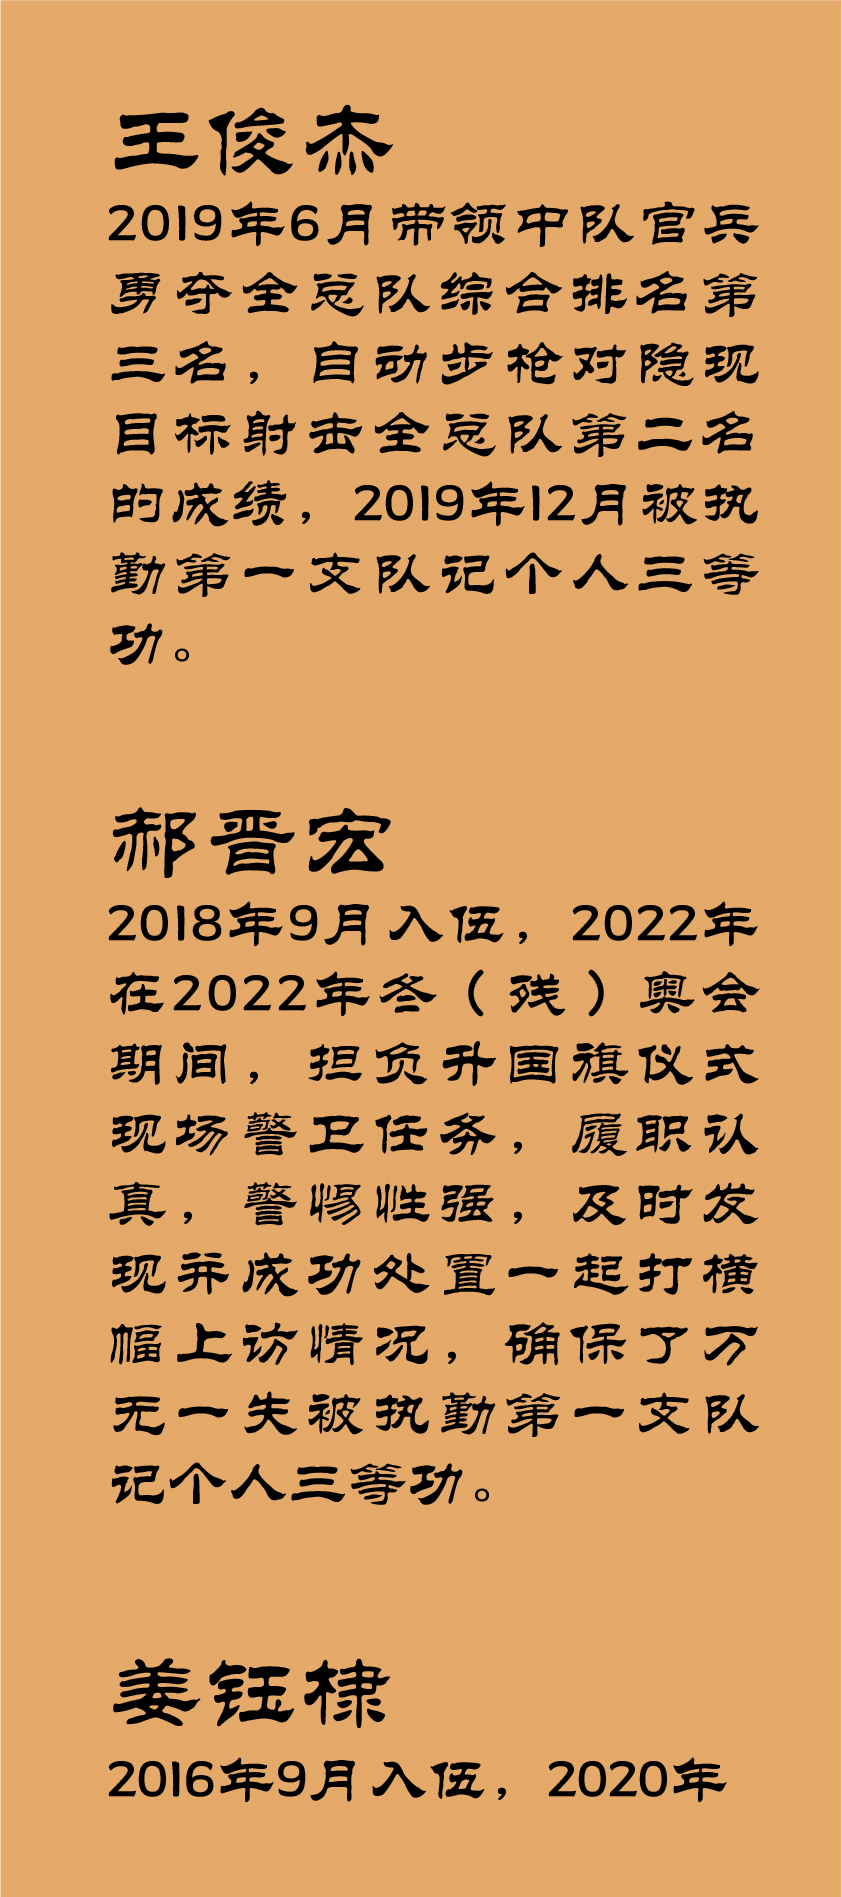 王俊杰
2019年6月带领中队官兵
勇夺全总队综合排名第
三名，自动步枪对隐现
目标射击全总队第二名
的成绩，2019年12月被执
勤第一支队记个人三等
功。
郝晋宏
2018年9月入伍，2022年
在2022年冬（残）奥会
期间，担负升国旗仪式
现场警卫任务，履职认
真，警惕性强，及时发
现并成功处置一起打横
幅上访情况，确保了万
无一失被执勤第一支队
记个人三等功。
姜钰棣
2016年9月入伍，2020年